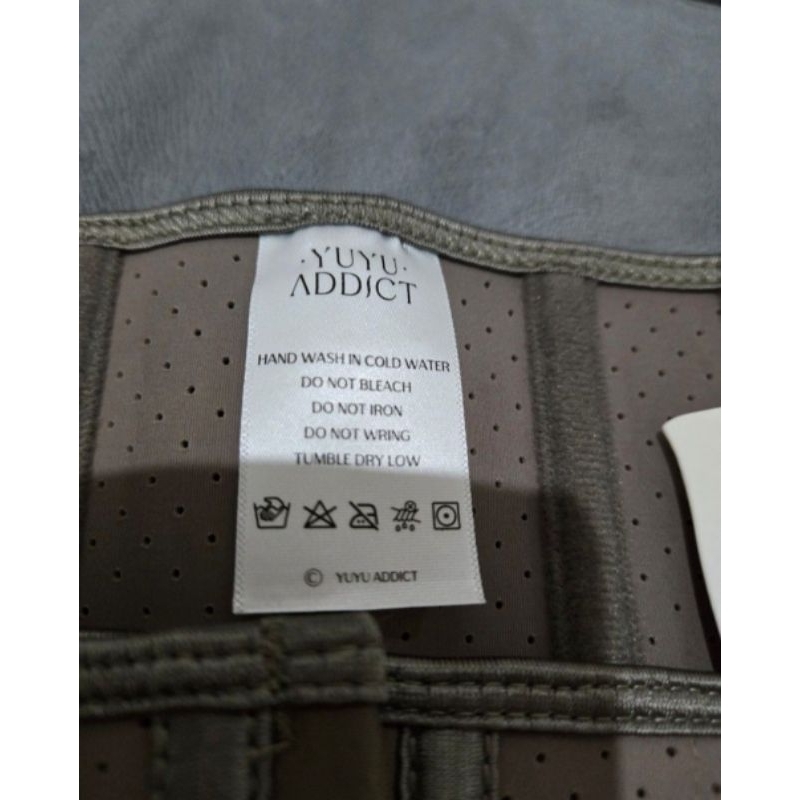 ·YUYU·
ADDICT
HAND WASH IN COLD WATER
DO NOT BLEACH
DO NOT IRON
DO NOT WRING
TUMBLE DRY LOW
© YUYU ADDICT